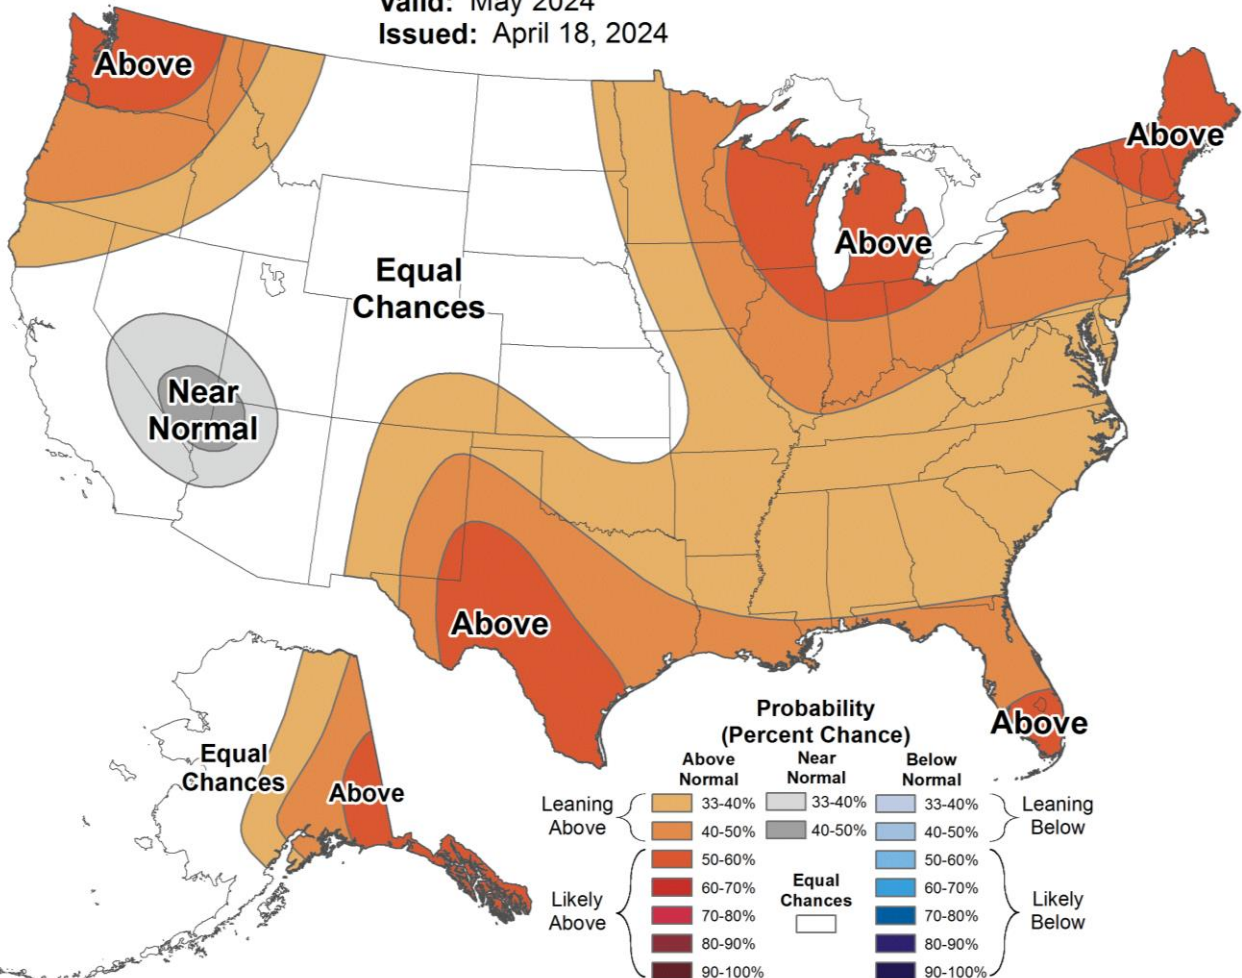 Valid: May 2024
Issued: April 18, 2024
Above
Above
Above
Equal
Chances
Near
Normal
Above
Above
Equal
Chances
Above
Probability
(Percent Chance)
Above
Normal
Near
Normal
Below
Normal
Leaning
Above
33-40%
33-40%
33-40%
Leaning
Below
40-50%
40-50%
40-50%
50-60%
50-60%
Likely
Above
60-70%
Equal
Chances
60-70%
Likely
Below
70-80%
70-80%
80-90%
80-90%
90-100%
90-100%